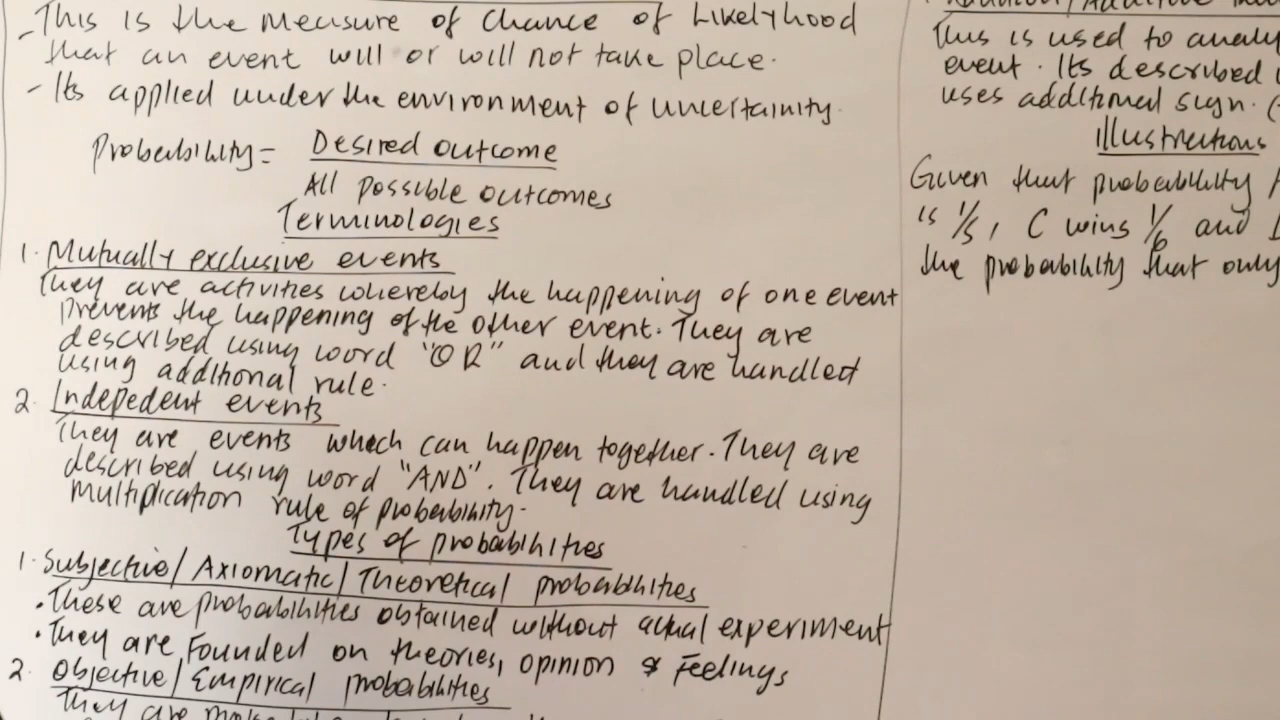 - This is the measure of chance of Likelyhood
that an event will or will not take place.
- Its applied under the environment of uncertainity.
Probability = Desired outcome
All possible outcomes
Terminologies
1. Mutually exclusive events
They are activities whereby the happening of one event
prevents the happening of the other event. They are
described using word "OR" and they are handled
using additional rule.
2. Indepedent events
They are events which can happen together. They are
described using word "AND". They are handled using
multiplication rule of probability.
Types of probabilities
1. Subjective/Axiomatic/Theoretical probabilities
• These are probabilities obtained without actual experiment
• They are Founded on theories, opinion & Feelings
2. Objective/Empirical probabilities
They are
This is used to
event. Its described
uses additional sign.
Illustrations
Given that probability
is 1/5, C wins 1/6 and
the probability that only